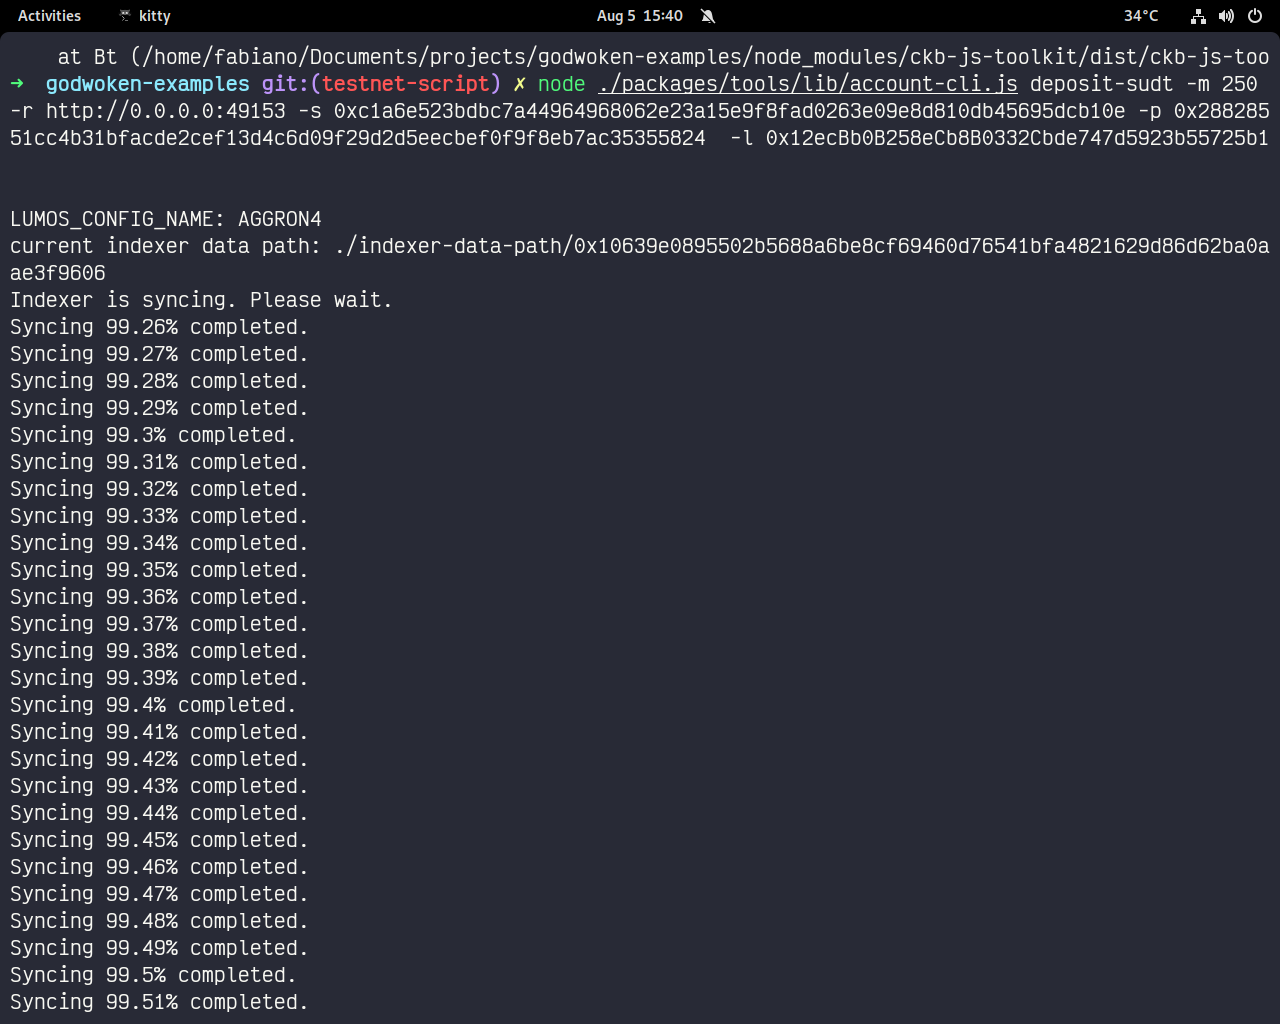 Activities kitty Aug 5 15:40 34°C
at Bt (/home/fabiano/Documents/projects/godwoken-examples/node_modules/ckb-js-toolkit/dist/ckb-js-too
→ godwoken-examples git:(testnet-script) ✗ node ./packages/tools/lib/account-cli.js deposit-sudt -m 250
-r http://0.0.0.0:49153 -s 0xc1a6e523bdbc7a44964968062e23a15e9f8fad0263e09e8d810db45695dcb10e -p 0x288285
51cc4b31bfacde2cef13d4c6d09f29d2d5eecbef0f9f8eb7ac35355824 -l 0x12ecBb0B258eCb8B0332Cbde747d5923b55725b1
LUMOS_CONFIG_NAME: AGGRON4
current indexer data path: ./indexer-data-path/0x10639e0895502b5688a6be8cf69460d76541bfa4821629d86d62ba0a
ae3f9606
Indexer is syncing. Please wait.
Syncing 99.26% completed.
Syncing 99.27% completed.
Syncing 99.28% completed.
Syncing 99.29% completed.
Syncing 99.3% completed.
Syncing 99.31% completed.
Syncing 99.32% completed.
Syncing 99.33% completed.
Syncing 99.34% completed.
Syncing 99.35% completed.
Syncing 99.36% completed.
Syncing 99.37% completed.
Syncing 99.38% completed.
Syncing 99.39% completed.
Syncing 99.4% completed.
Syncing 99.41% completed.
Syncing 99.42% completed.
Syncing 99.43% completed.
Syncing 99.44% completed.
Syncing 99.45% completed.
Syncing 99.46% completed.
Syncing 99.47% completed.
Syncing 99.48% completed.
Syncing 99.49% completed.
Syncing 99.5% completed.
Syncing 99.51% completed.